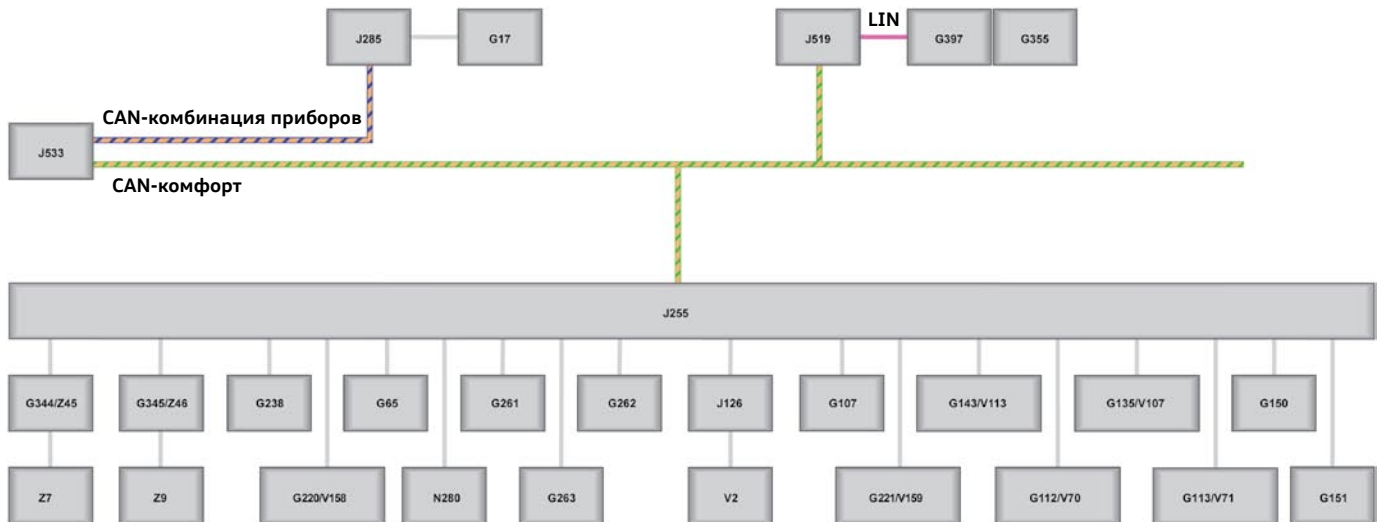 LIN
J285
G17
J519
G397
G355
CAN-комбинация приборов
J533
CAN-комфорт
J255
G344/Z45
G345/Z46
G238
G65
G261
G262
J126
G107
G143/V113
G135/V107
G150
Z7
Z9
G220/V158
N280
G263
V2
G221/V159
G112/V70
G113/V71
G151